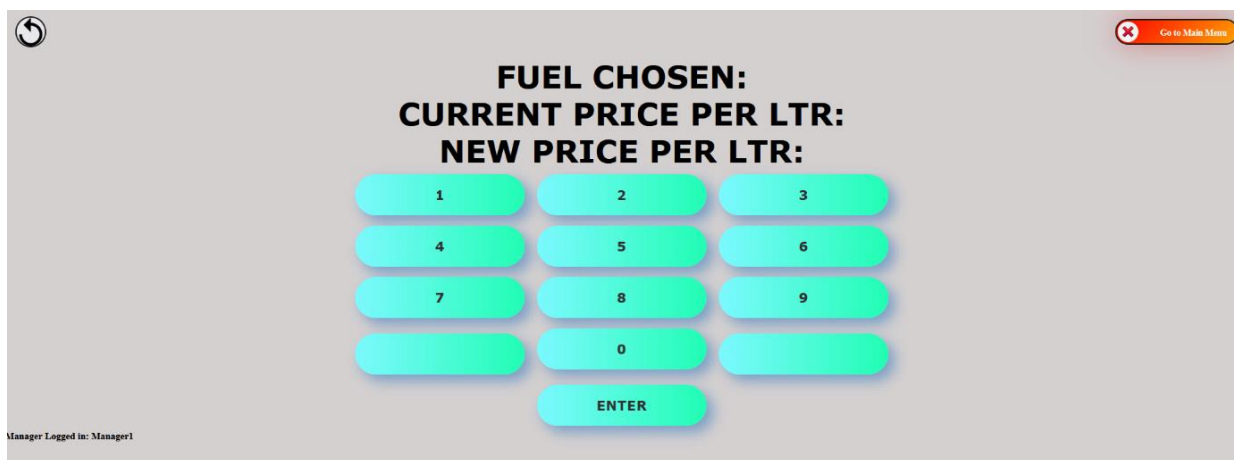 Go to Main Menu
FUEL CHOSEN:
CURRENT PRICE PER LTR:
NEW PRICE PER LTR:
1 2 3
4 5 6
7 8 9
0
ENTER
Manager Logged in: Manager1